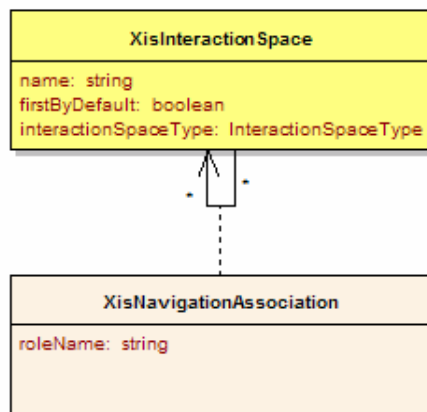 XisInteractionSpace
name: string
firstByDefault: boolean
interactionSpaceType: InteractionSpaceType
* *
XisNavigationAssociation
roleName: string